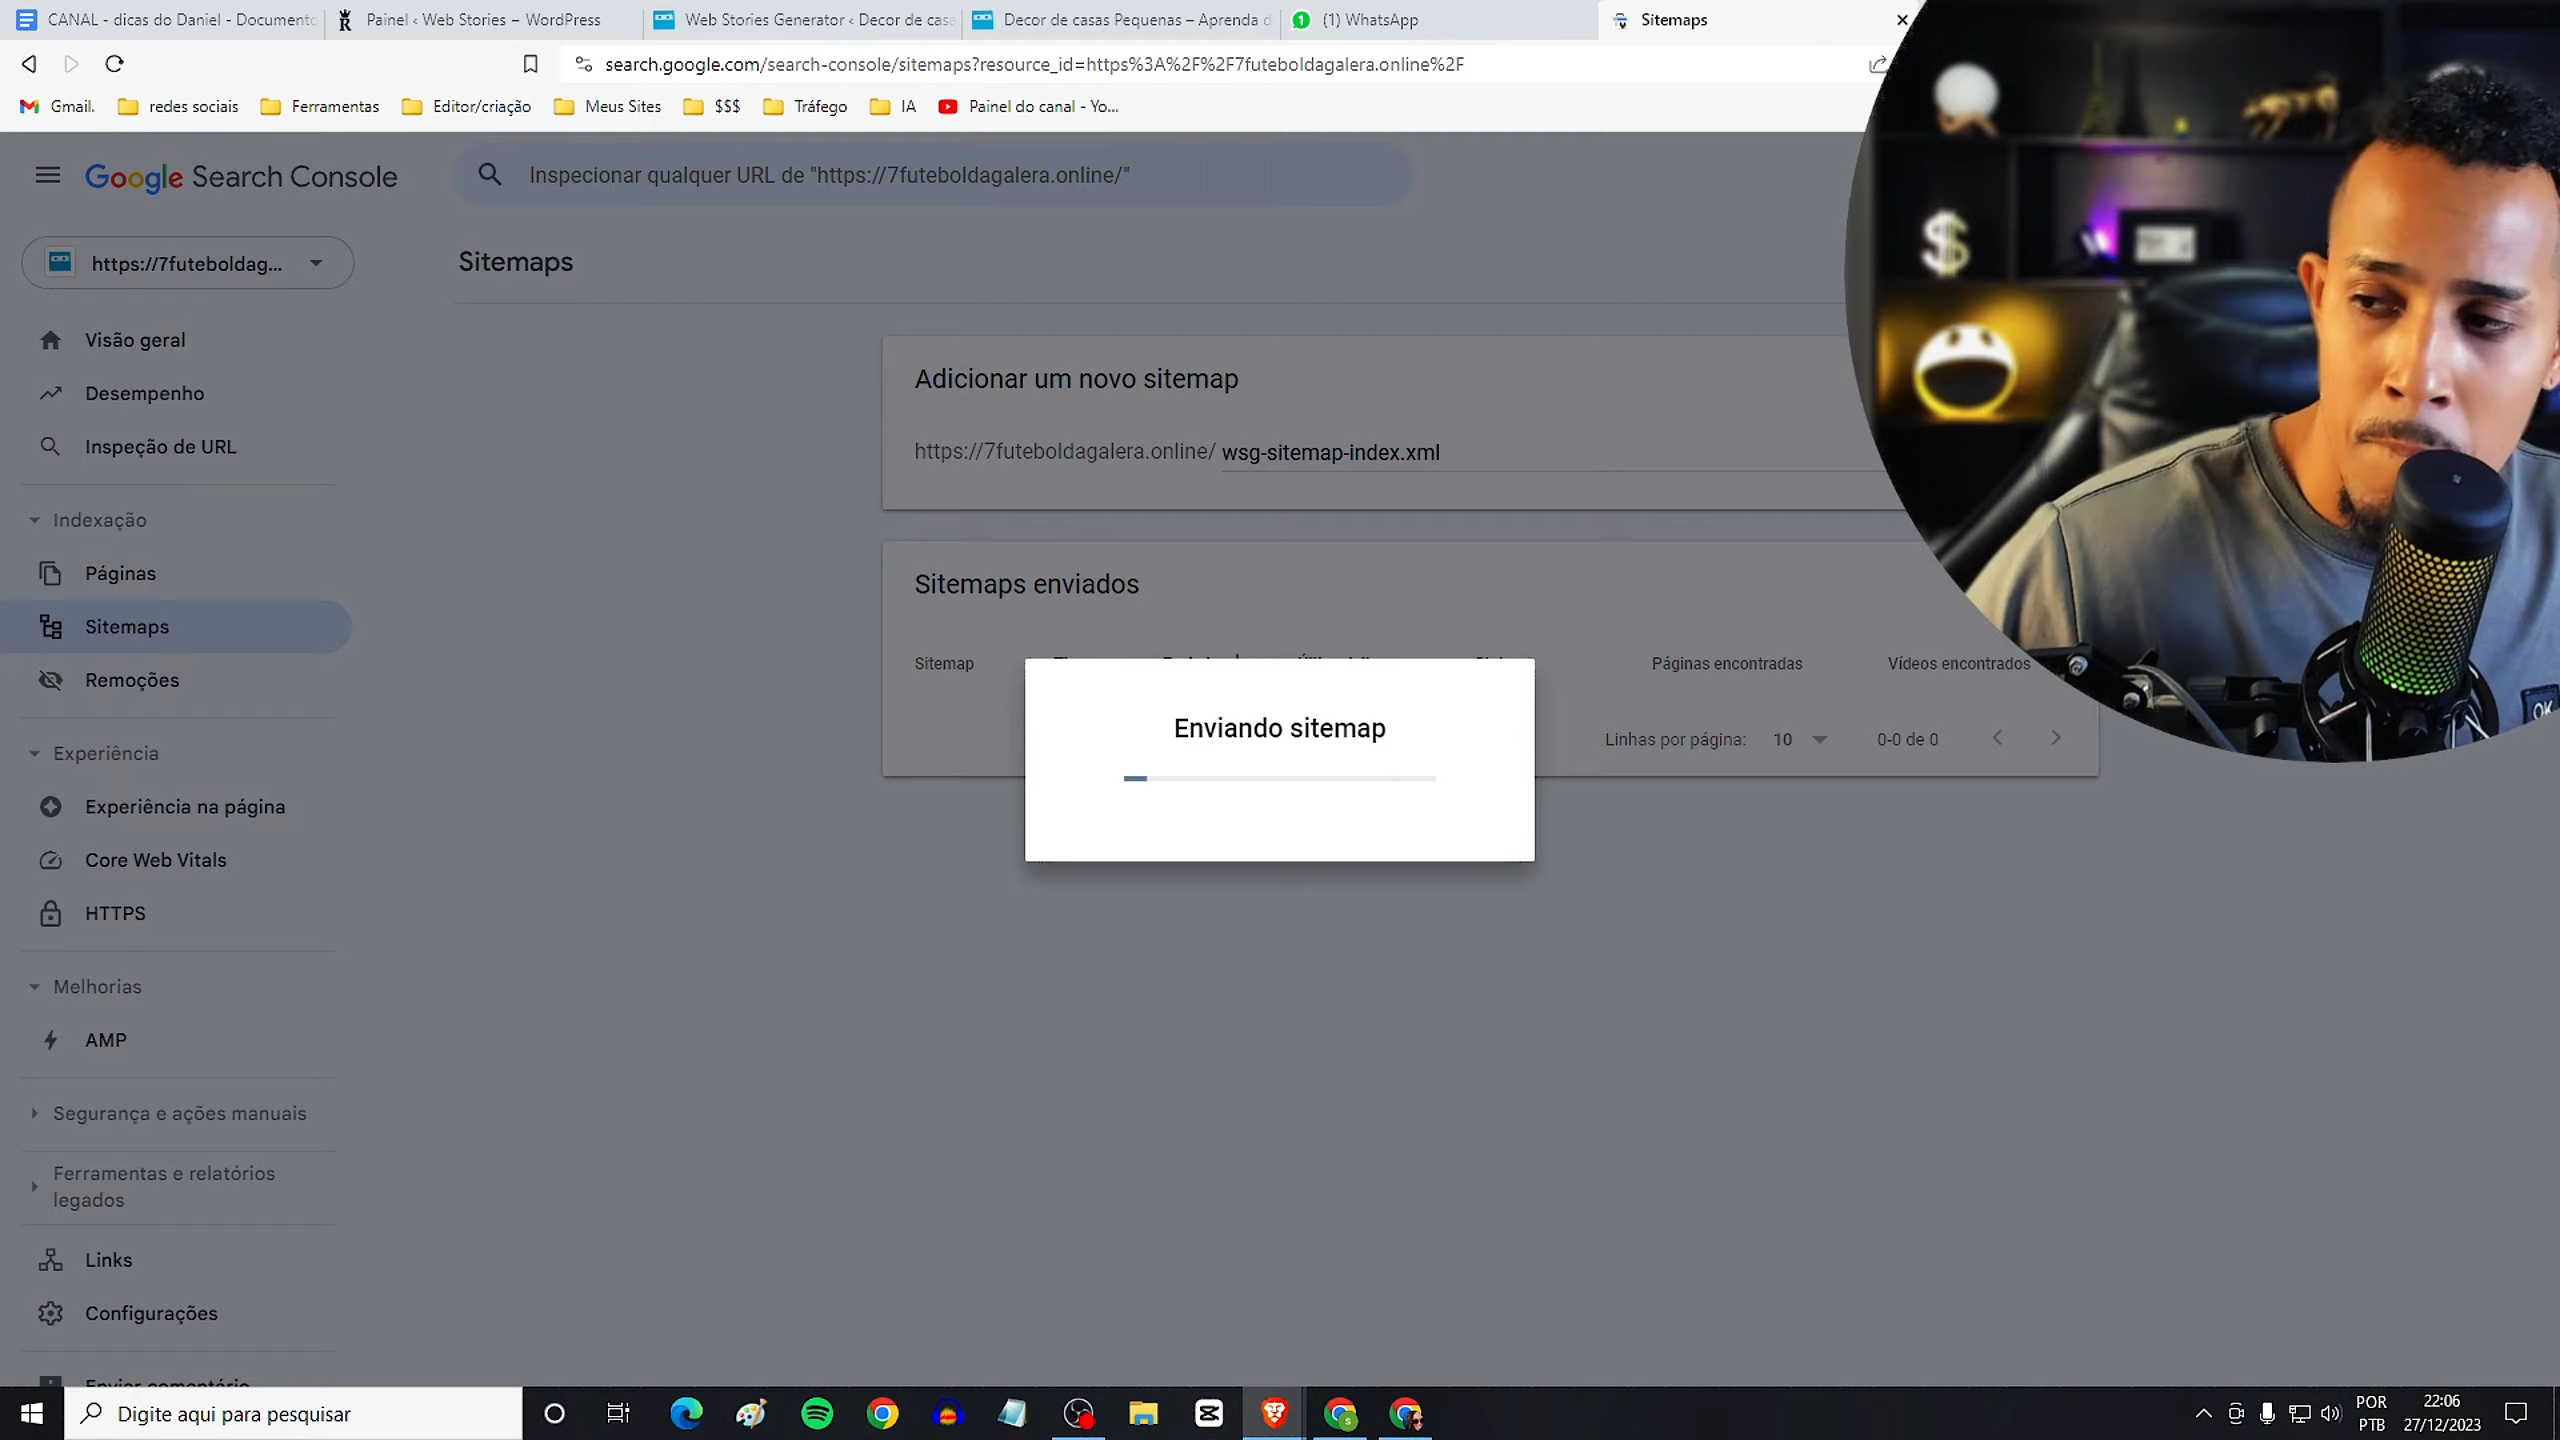 CANAL - dicas do Daniel - Documento
Painel ‹ Web Stories — WordPress
Web Stories Generator ‹ Decor de casa
Decor de casas Pequenas – Aprenda d
(1) WhatsApp
Sitemaps
search.google.com/search-console/sitemaps?resource_id=https%3A%2F%2F7futeboldagalera.online%2F
Gmail.
redes sociais
Ferramentas
Editor/criação
Meus Sites
$$$
Tráfego
IA
Painel do canal - Yo...
Google Search Console
Inspecionar qualquer URL de "https://7futeboldagalera.online/"
https://7futeboldag...
Sitemaps
Visão geral
Desempenho
Inspeção de URL
Indexação
Páginas
Sitemaps
Remoções
Experiência
Experiência na página
Core Web Vitals
HTTPS
Melhorias
AMP
Segurança e ações manuais
Ferramentas e relatórios
legados
Links
Configurações
Enviar comentário
Adicionar um novo sitemap
https://7futeboldagalera.online/ wsg-sitemap-index.xml
Sitemaps enviados
Sitemap
Páginas encontradas
Vídeos encontrados
Linhas por página: 10
0-0 de 0
Enviando sitemap
$
OK
Digite aqui para pesquisar
POR
PTB
22:06
27/12/2023